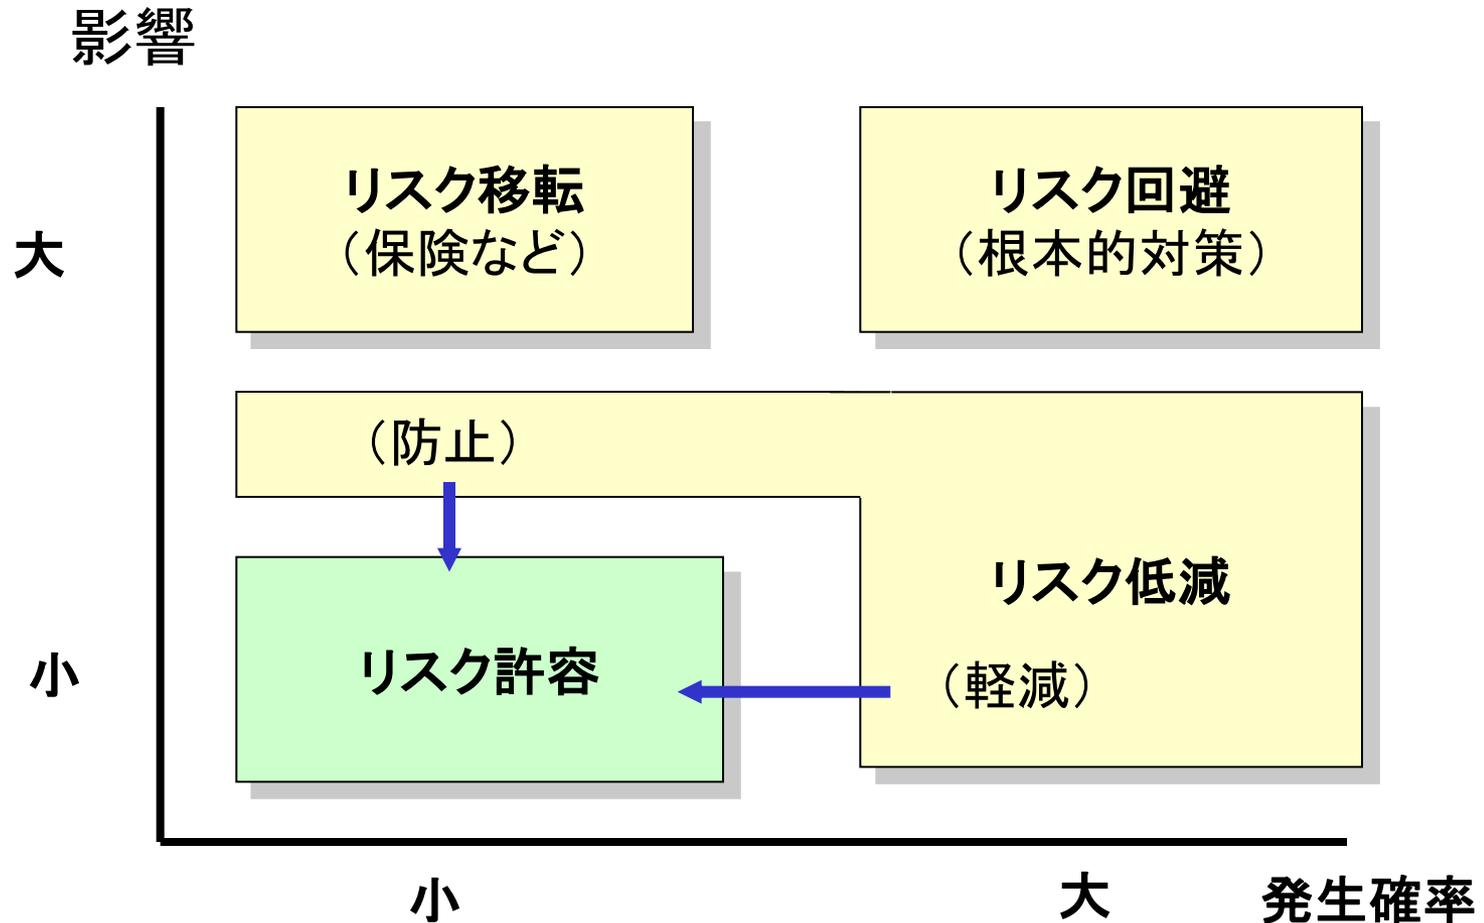 影響
リスク移転
（保険など）
リスク回避
（根本的対策）
大
（防止）
リスク低減
リスク許容
（軽減）
小
小
大
発生確率